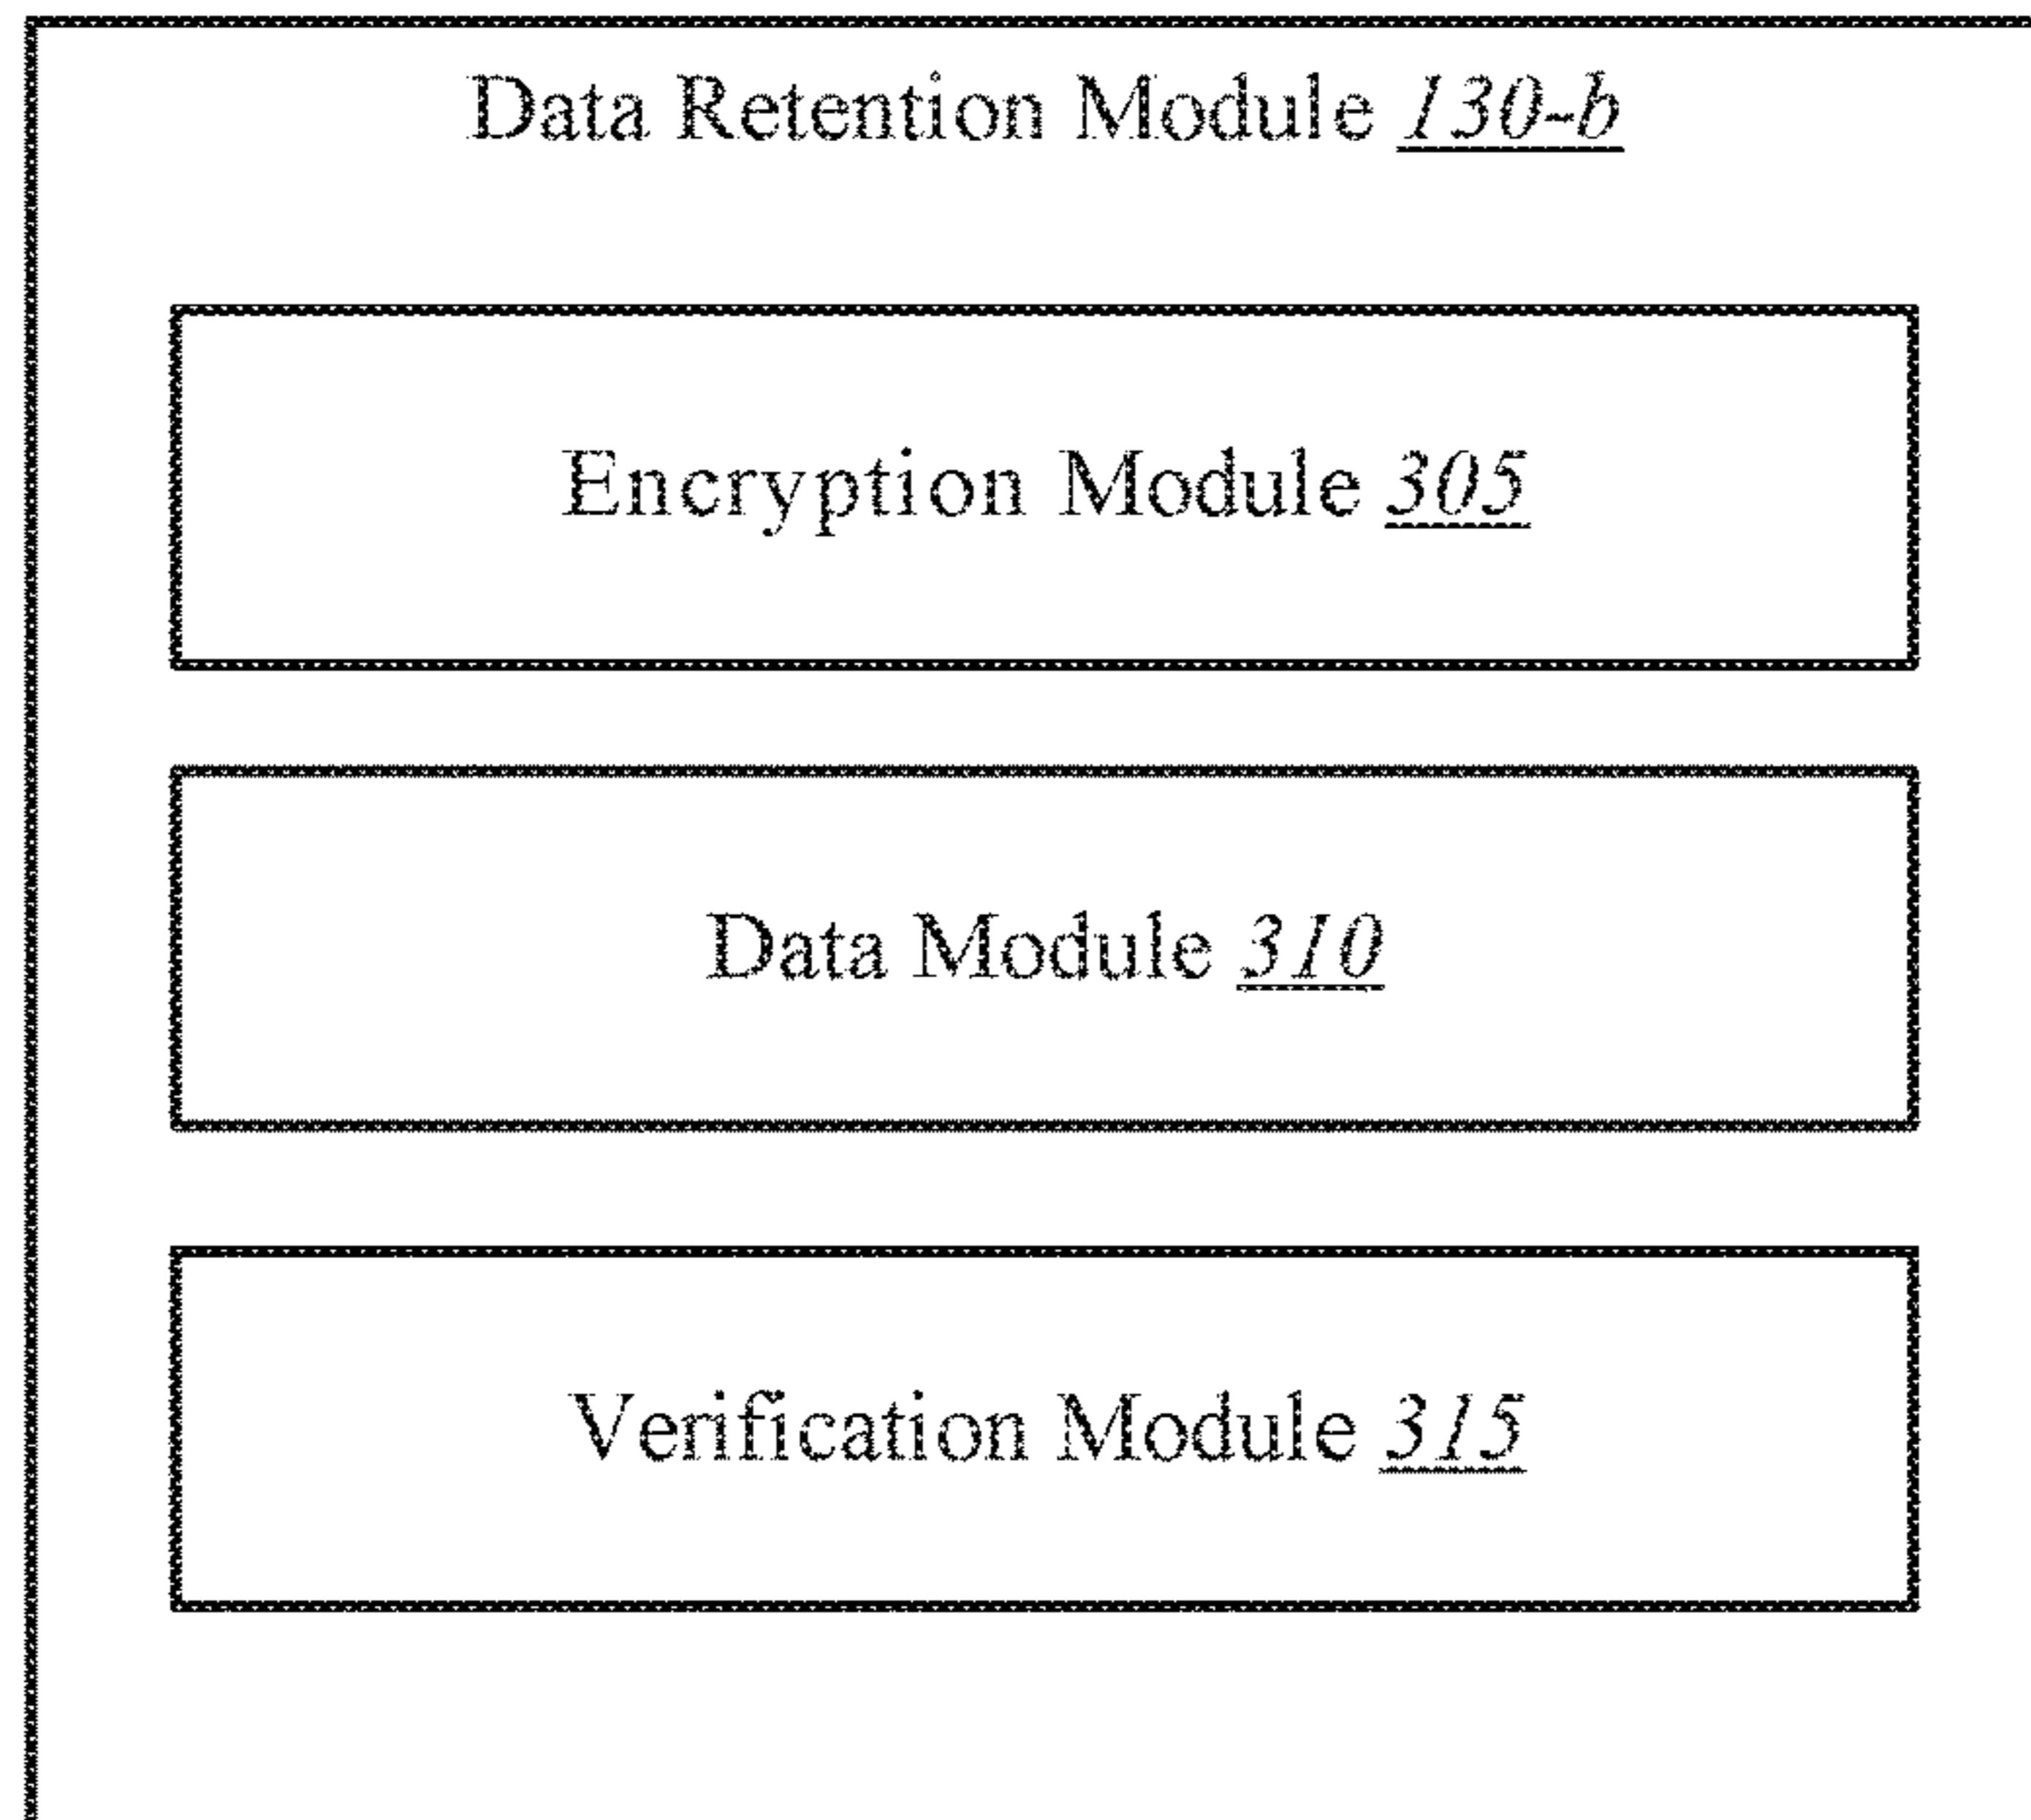 Data Retention Module 130-b
Encryption Module 305
Data Module 310
Verification Module 315